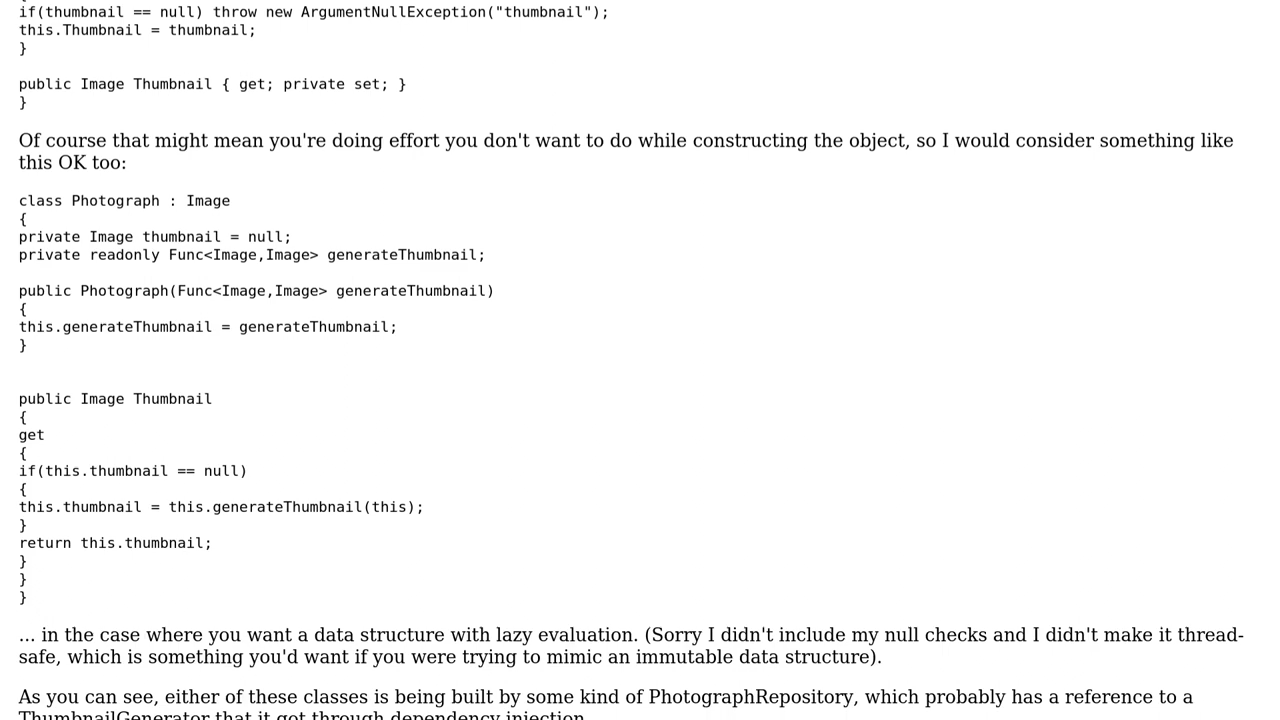 if(thumbnail == null) throw new ArgumentNullException("thumbnail");
this.Thumbnail = thumbnail;
}
public Image Thumbnail { get; private set; }
}
Of course that might mean you're doing effort you don't want to do while constructing the object, so I would consider something like
this OK too:
class Photograph : Image
{
private Image thumbnail = null;
private readonly Func<Image,Image> generateThumbnail;
public Photograph(Func<Image,Image> generateThumbnail)
{
this.generateThumbnail = generateThumbnail;
}
public Image Thumbnail
{
get
{
if(this.thumbnail == null)
{
this.thumbnail = this.generateThumbnail(this);
}
return this.thumbnail;
}
}
}
... in the case where you want a data structure with lazy evaluation. (Sorry I didn't include my null checks and I didn't make it thread-
safe, which is something you'd want if you were trying to mimic an immutable data structure).
As you can see, either of these classes is being built by some kind of PhotographRepository, which probably has a reference to a
ThumbnailGenerator that it got through dependency injection.